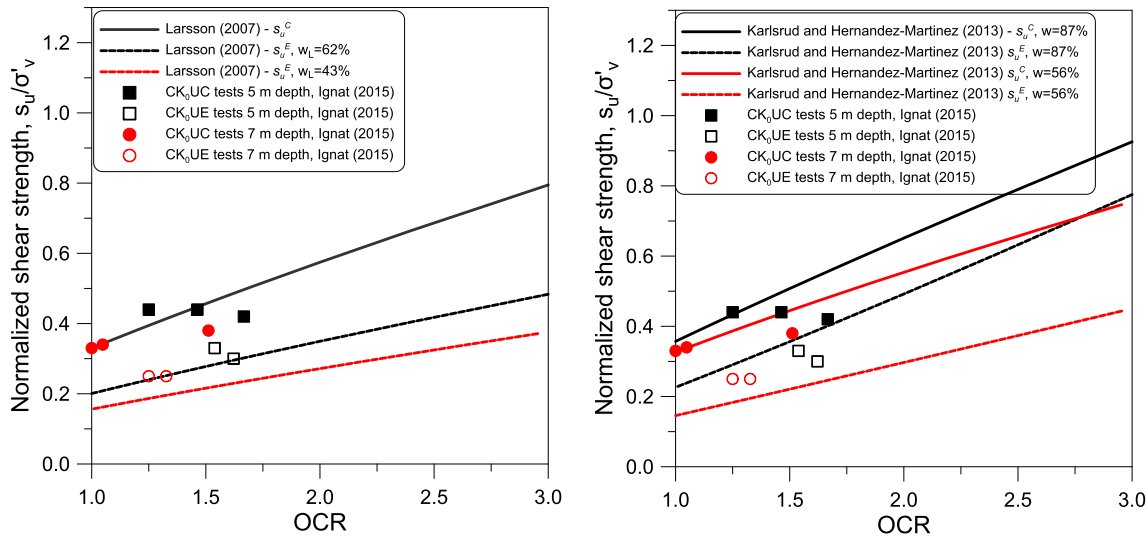 Larsson (2007) - s_u^C
Larsson (2007) - s_u^E, w_L=62%
Larsson (2007) - s_u^E, w_L=43%
CK₀UC tests 5 m depth, Ignat (2015)
CK₀UE tests 5 m depth, Ignat (2015)
CK₀UC tests 7 m depth, Ignat (2015)
CK₀UE tests 7 m depth, Ignat (2015)
Normalized shear strength, s_u/σ'_v
1.2
1.0
0.8
0.6
0.4
0.2
0.0
1.0 1.5 2.0 2.5 3.0
OCR
Karlsrud and Hernandez-Martinez (2013) - s_u^C, w=87%
Karlsrud and Hernandez-Martinez (2013) s_u^E, w=87%
Karlsrud and Hernandez-Martinez (2013) s_u^C, w=56%
Karlsrud and Hernandez-Martinez (2013) s_u^E, w=56%
CK₀UC tests 5 m depth, Ignat (2015)
CK₀UE tests 5 m depth, Ignat (2015)
CK₀UC tests 7 m depth, Ignat (2015)
CK₀UE tests 7 m depth, Ignat (2015)
Normalized shear strength, s_u/σ'_v
1.2
1.0
0.8
0.6
0.4
0.2
0.0
1.0 1.5 2.0 2.5 3.0
OCR